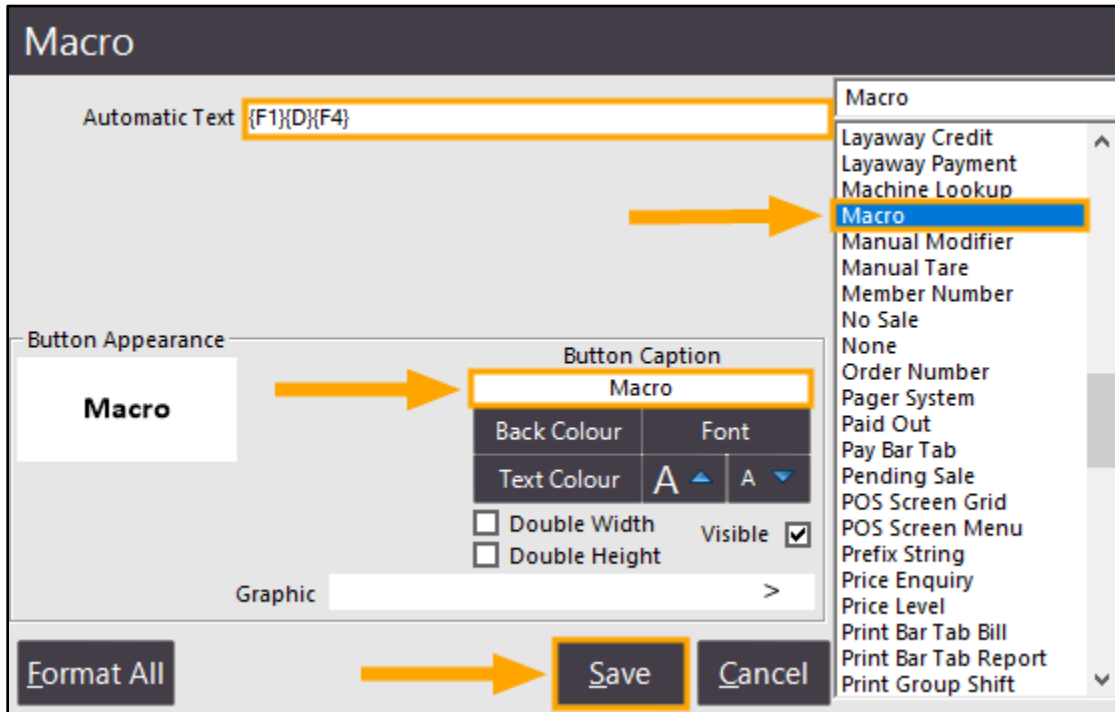 Macro
Automatic Text {F1}{D}{F4}
Macro
Layaway Credit
Layaway Payment
Machine Lookup
Macro
Manual Modifier
Manual Tare
Member Number
No Sale
None
Order Number
Pager System
Paid Out
Pay Bar Tab
Pending Sale
POS Screen Grid
POS Screen Menu
Prefix String
Price Enquiry
Price Level
Print Bar Tab Bill
Print Bar Tab Report
Print Group Shift
Button Appearance
Macro
Button Caption
Macro
Back Colour Font
Text Colour A A
Double Width
Visible
Double Height
Graphic >
Format All Save Cancel